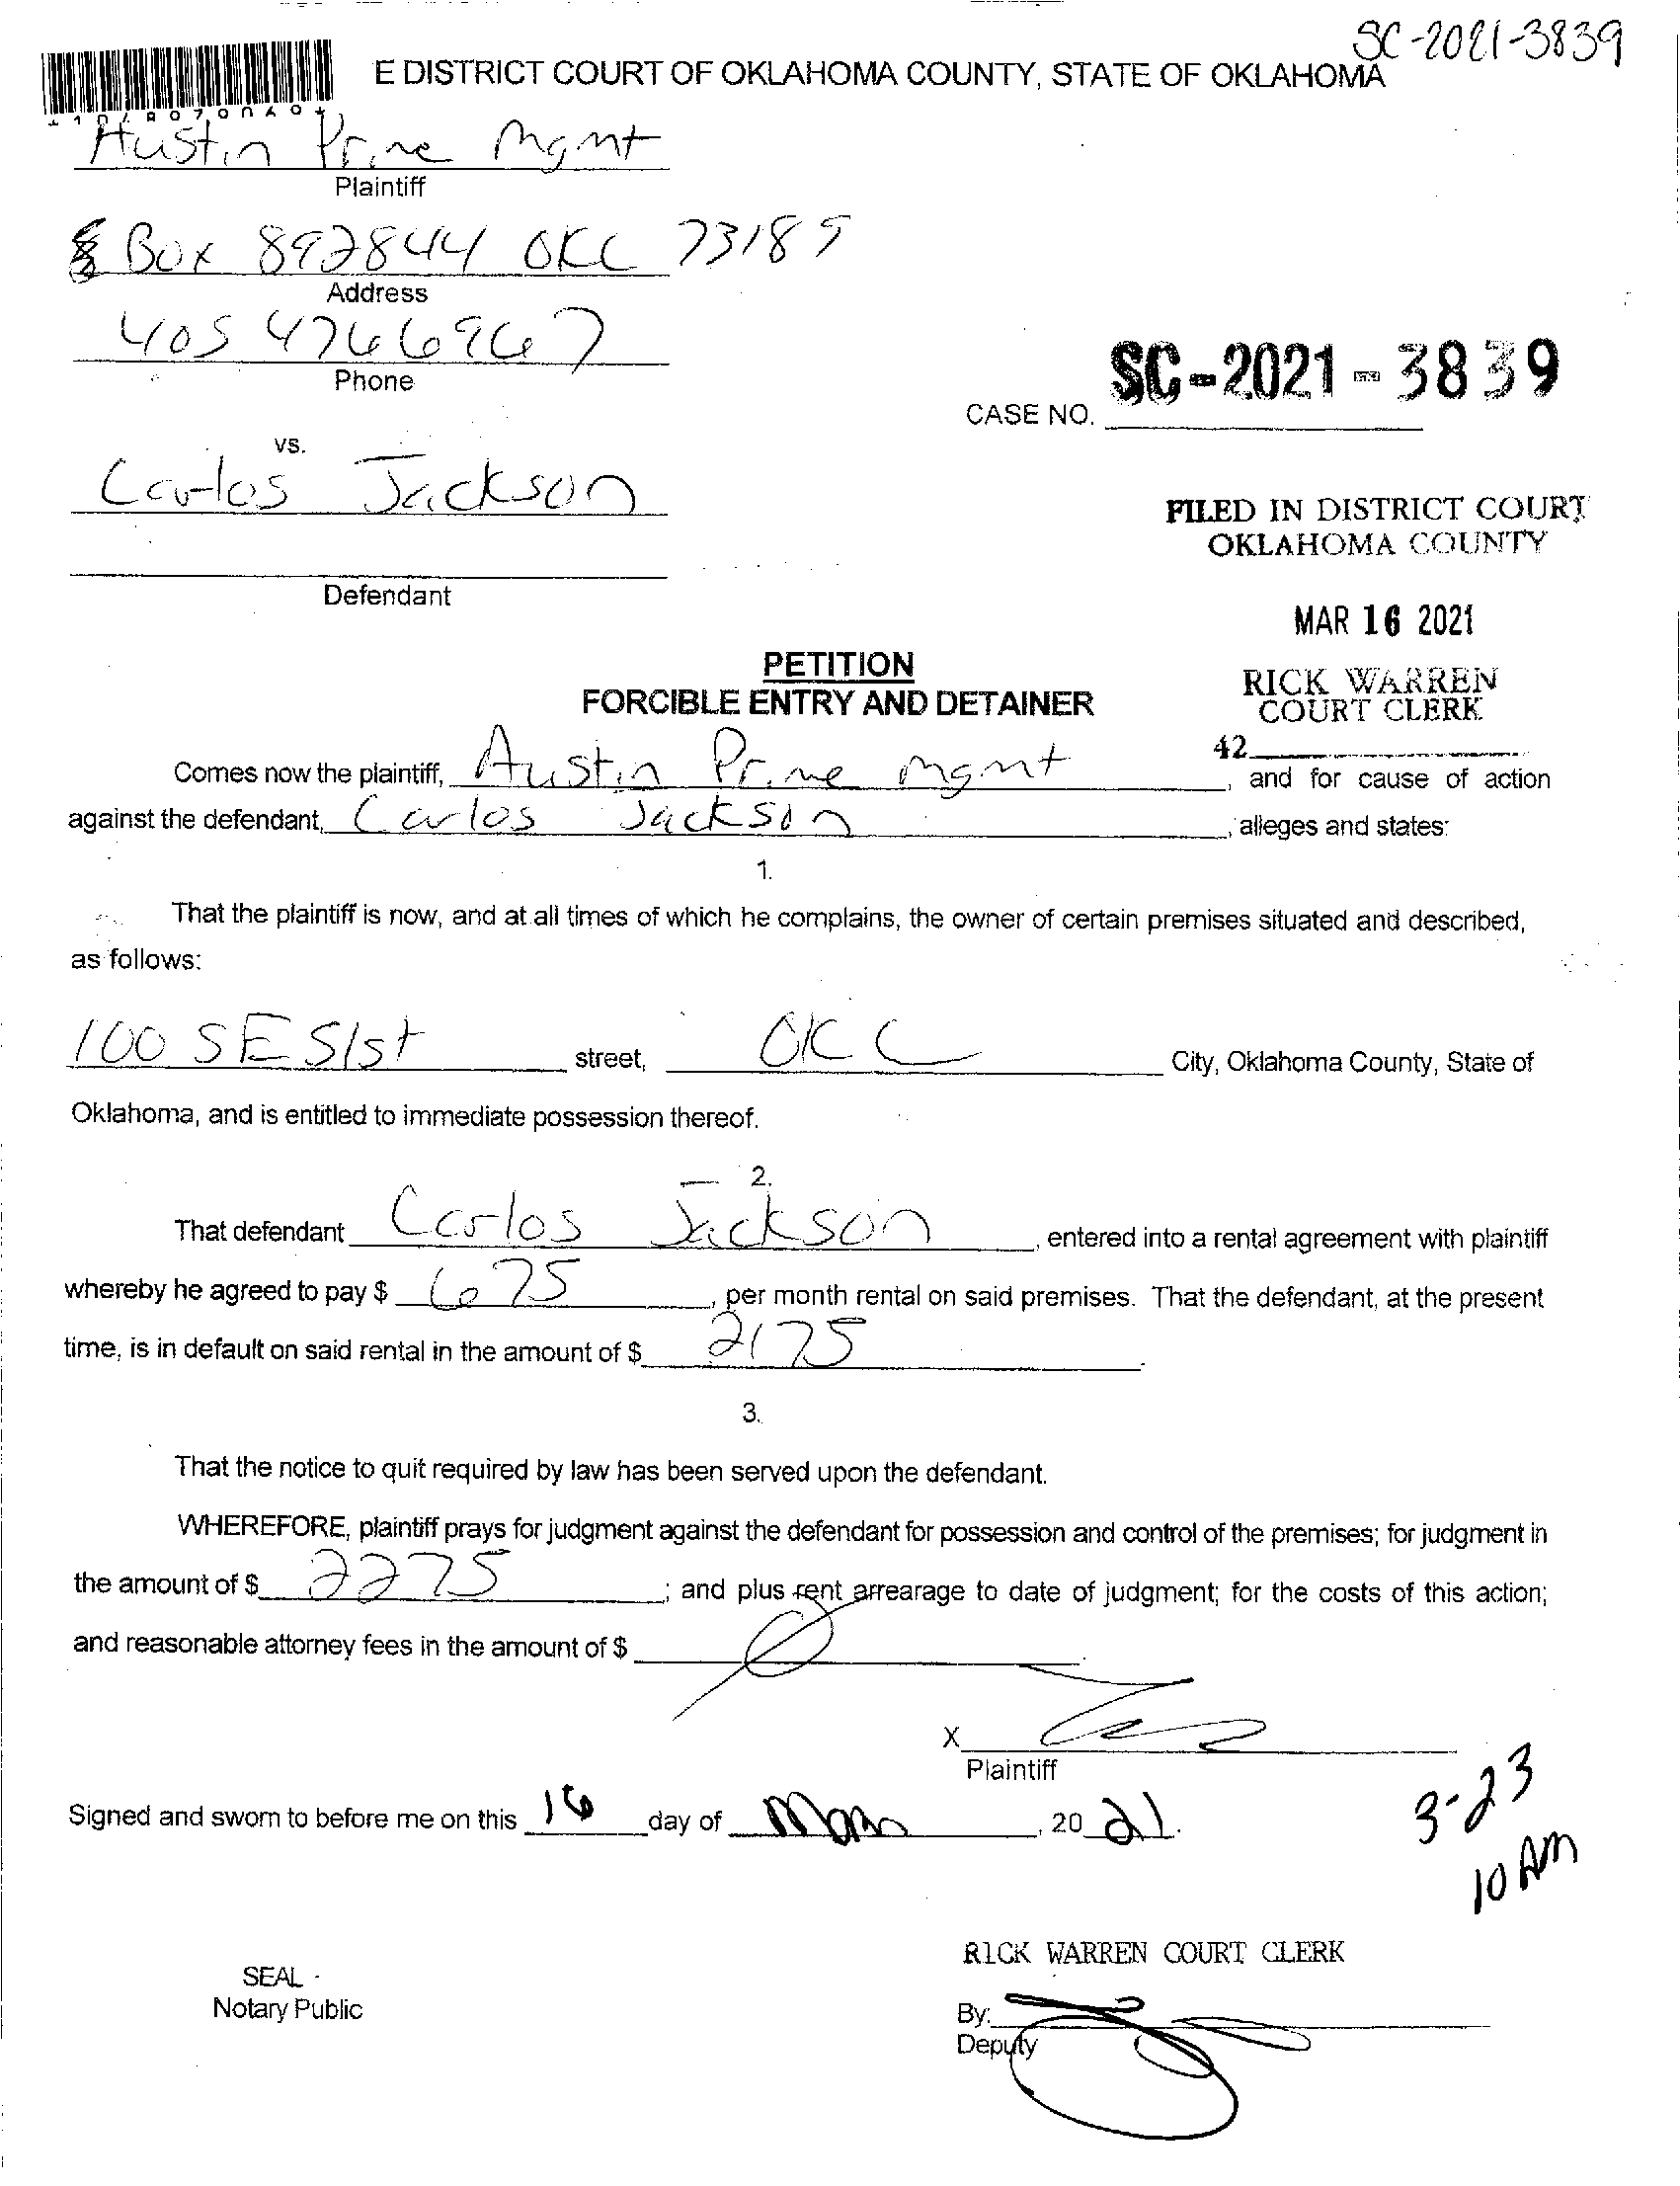 SC-2021-3839
E DISTRICT COURT OF OKLAHOMA COUNTY, STATE OF OKLAHOMA
Austin Prime Mgmt
Plaintiff
Box 892844 OKC 73189
Address
405 4766967
Phone
SC-2021-3839
CASE NO.
vs.
Carlos Jackson
Defendant
FILED IN DISTRICT COURT
OKLAHOMA COUNTY
MAR 16 2021
RICK WARREN
COURT CLERK
42
PETITION
FORCIBLE ENTRY AND DETAINER
Comes now the plaintiff, Austin Prime Mgmt, and for cause of action
against the defendant, Carlos Jackson, alleges and states:
1.
That the plaintiff is now, and at all times of which he complains, the owner of certain premises situated and described,
as follows:
100 SE 51st street, OKC City, Oklahoma County, State of
Oklahoma, and is entitled to immediate possession thereof.
2.
That defendant Carlos Jackson, entered into a rental agreement with plaintiff
whereby he agreed to pay $ 675, per month rental on said premises. That the defendant, at the present
time, is in default on said rental in the amount of $ 2175.
3.
That the notice to quit required by law has been served upon the defendant.
WHEREFORE, plaintiff prays for judgment against the defendant for possession and control of the premises; for judgment in
the amount of $ 2275; and plus rent arrearage to date of judgment; for the costs of this action;
and reasonable attorney fees in the amount of $
X
Plaintiff
Signed and sworn to before me on this 16 day of Mar, 20 21.
3-23
10 AM
RICK WARREN COURT CLERK
SEAL
Notary Public
By:
Deputy